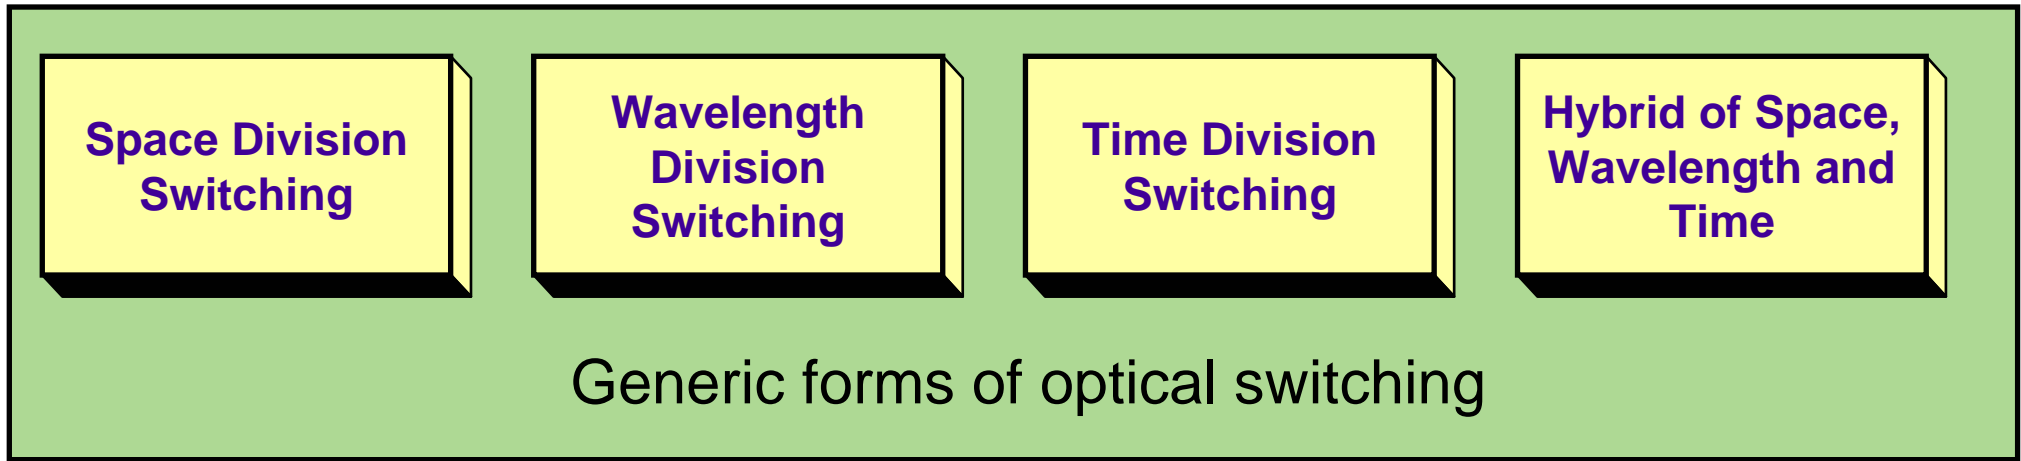 Space Division
Switching
Wavelength
Division
Switching
Time Division
Switching
Hybrid of Space,
Wavelength and
Time
Generic forms of optical switching